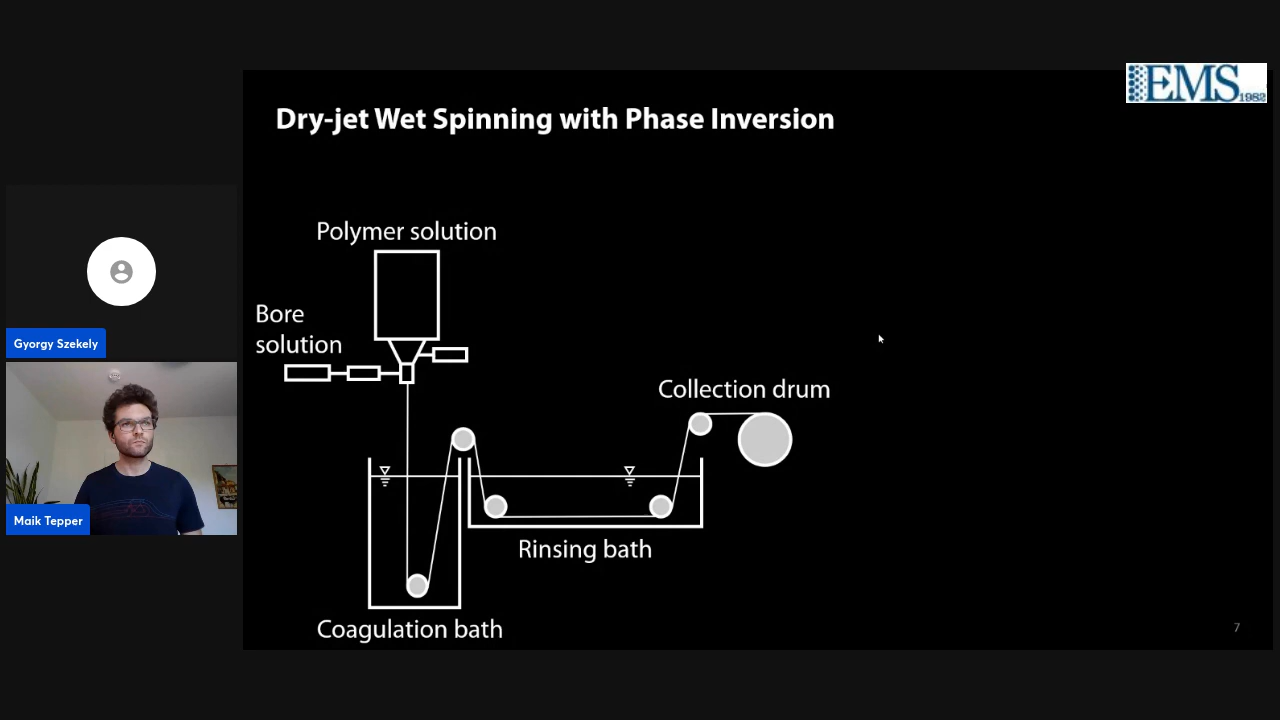 EMS 1982
Dry-jet Wet Spinning with Phase Inversion
Polymer solution
Bore
solution
Collection drum
Rinsing bath
Coagulation bath
7
Gyorgy Szekely
Maik Tepper